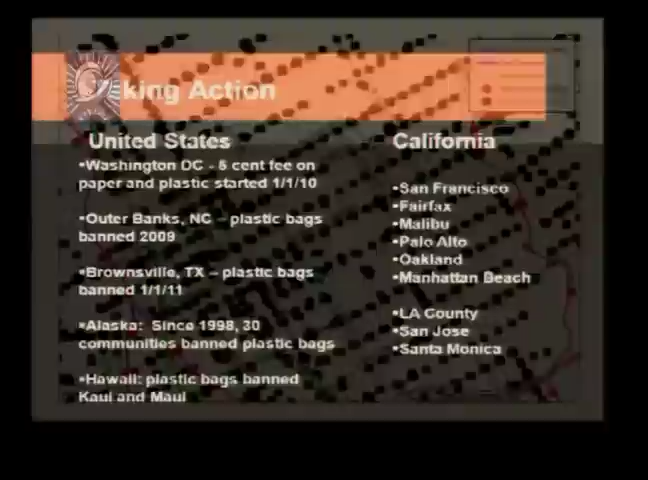 king Action
United States
•Washington DC - 5 cent fee on
paper and plastic started 1/1/10
•Outer Banks, NC – plastic bags
banned 2009
•Brownsville, TX – plastic bags
banned 1/1/11
•Alaska: Since 1998, 30
communities banned plastic bags
•Hawaii: plastic bags banned
Kaui and Maui
California
•San Francisco
•Fairfax
•Malibu
•Palo Alto
•Oakland
•Manhattan Beach
•LA County
•San Jose
•Santa Monica